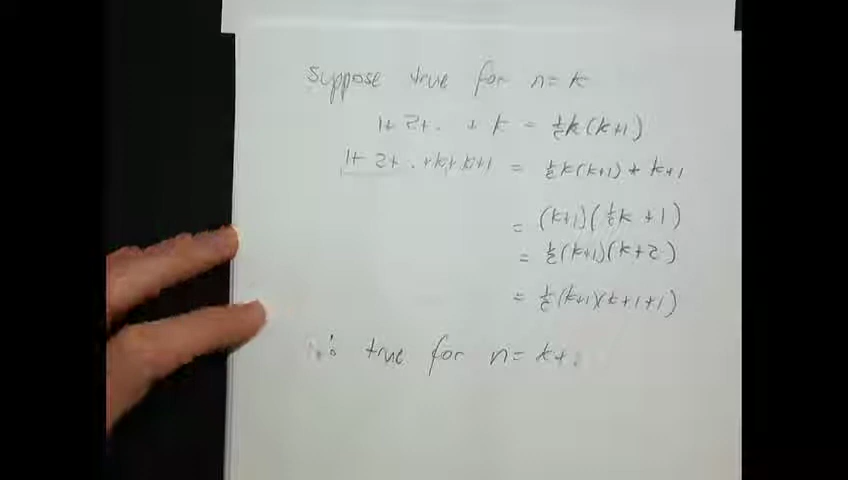 Suppose true for n = k
1 + 2 + . + k = ½k(k+1)
1 + 2 + . + k + k+1 = ½k(k+1) + k+1
= (k+1)(½k + 1)
= ½(k+1)(k+2)
= ½(k+1)(k+1+1)
∴ true for n = k+